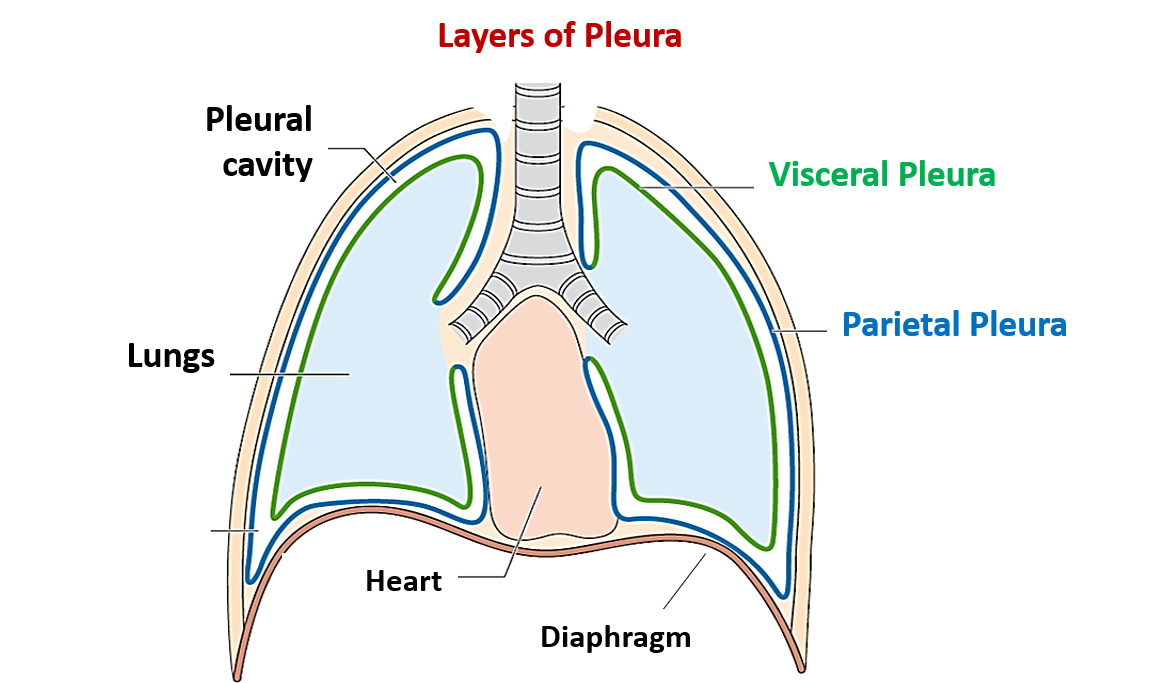 Layers of Pleura
Pleural
cavity
Visceral Pleura
Parietal Pleura
Lungs
Heart
Diaphragm